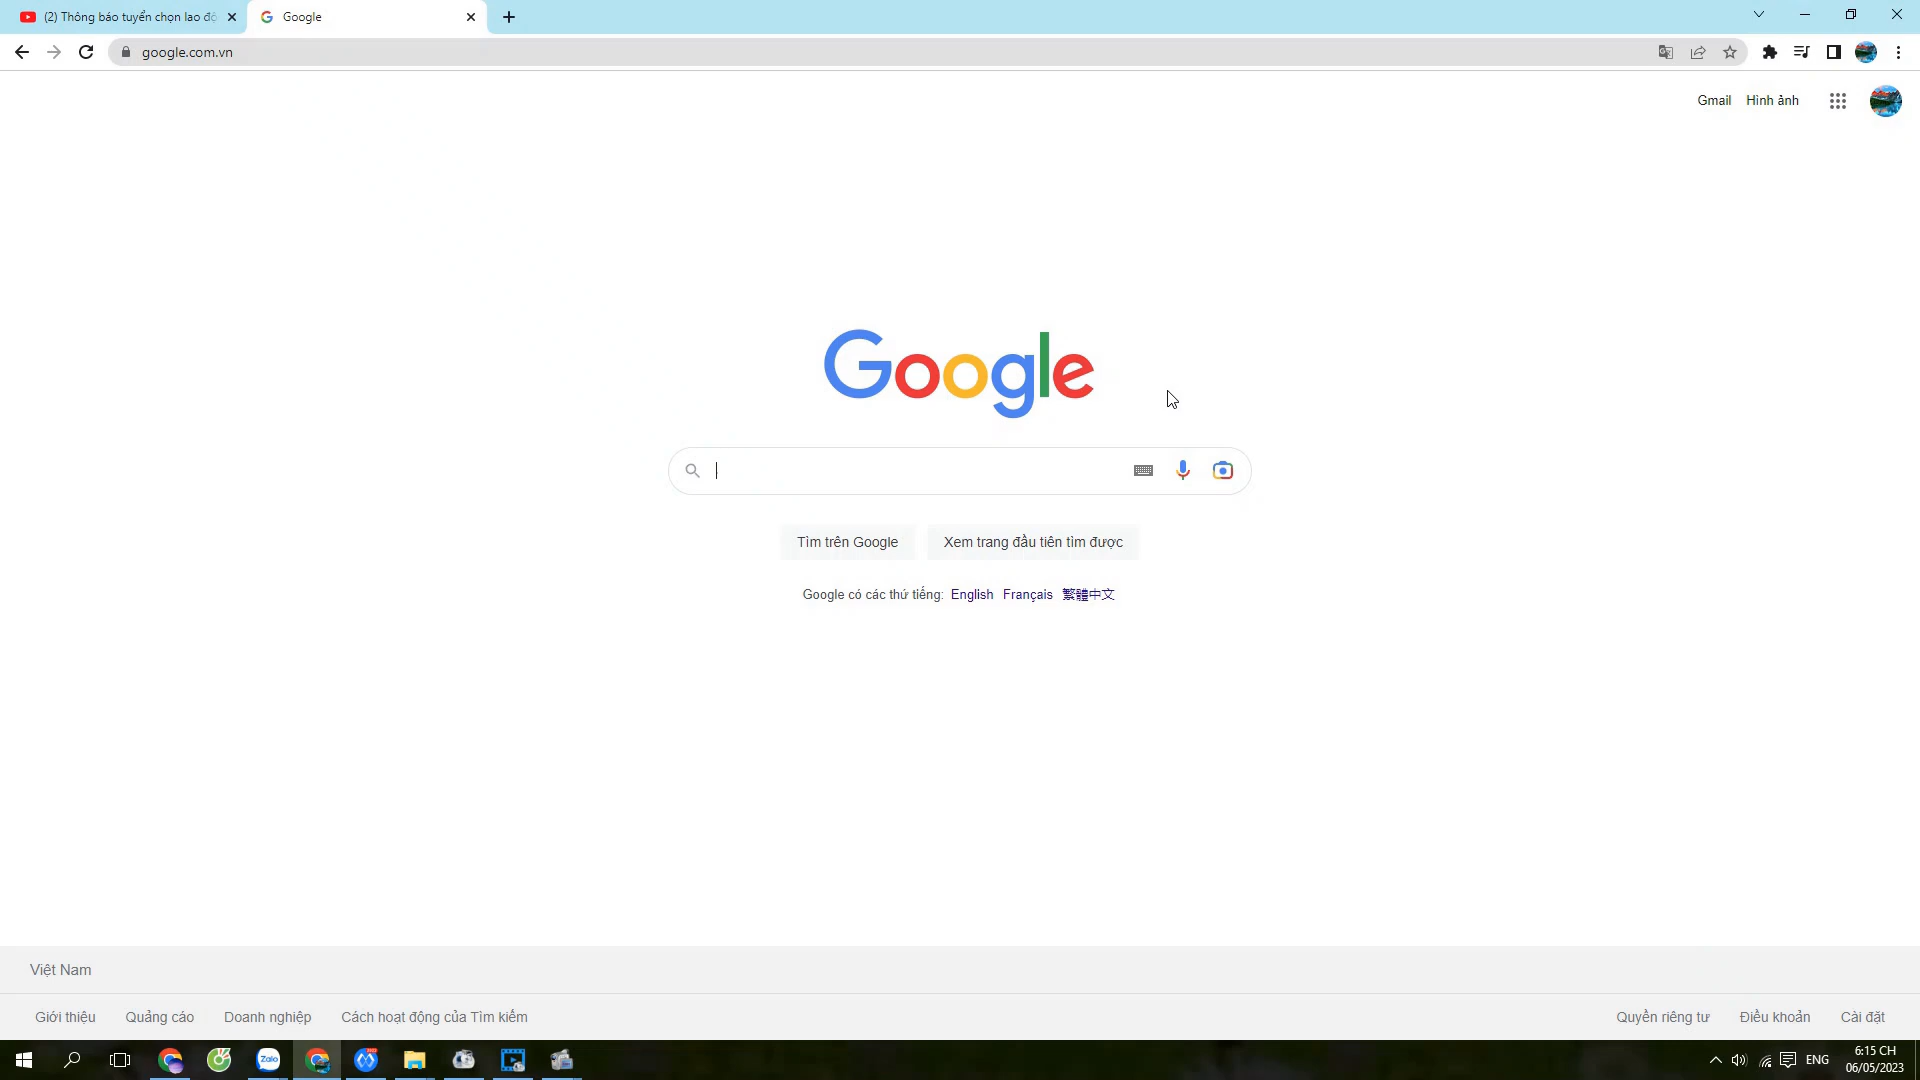 (2) Thông báo tuyển chọn lao độ
Google
google.com.vn
Gmail
Hình ảnh
Google
Tìm trên Google
Xem trang đầu tiên tìm được
Google có các thứ tiếng: English Français 繁體中文
Việt Nam
Giới thiệu
Quảng cáo
Doanh nghiệp
Cách hoạt động của Tìm kiếm
Quyền riêng tư
Điều khoản
Cài đặt
Zalo
ENG
6:15 CH
06/05/2023